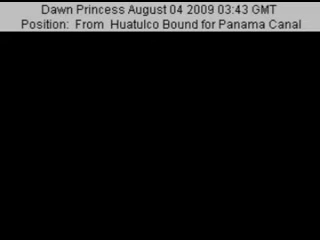 Dawn Princess August 04 2009 03:43 GMT
Position: From Huatulco Bound for Panama Canal